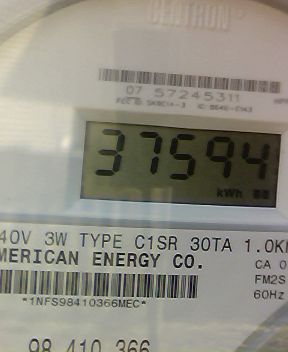 CENTRON®
07 57245311
37594
kWh
40V 3W TYPE C1SR 30TA 1.0K
MERICAN ENERGY CO.
CA 0
FM2S
60Hz
*1NFS98410366MEC*
98 410 366